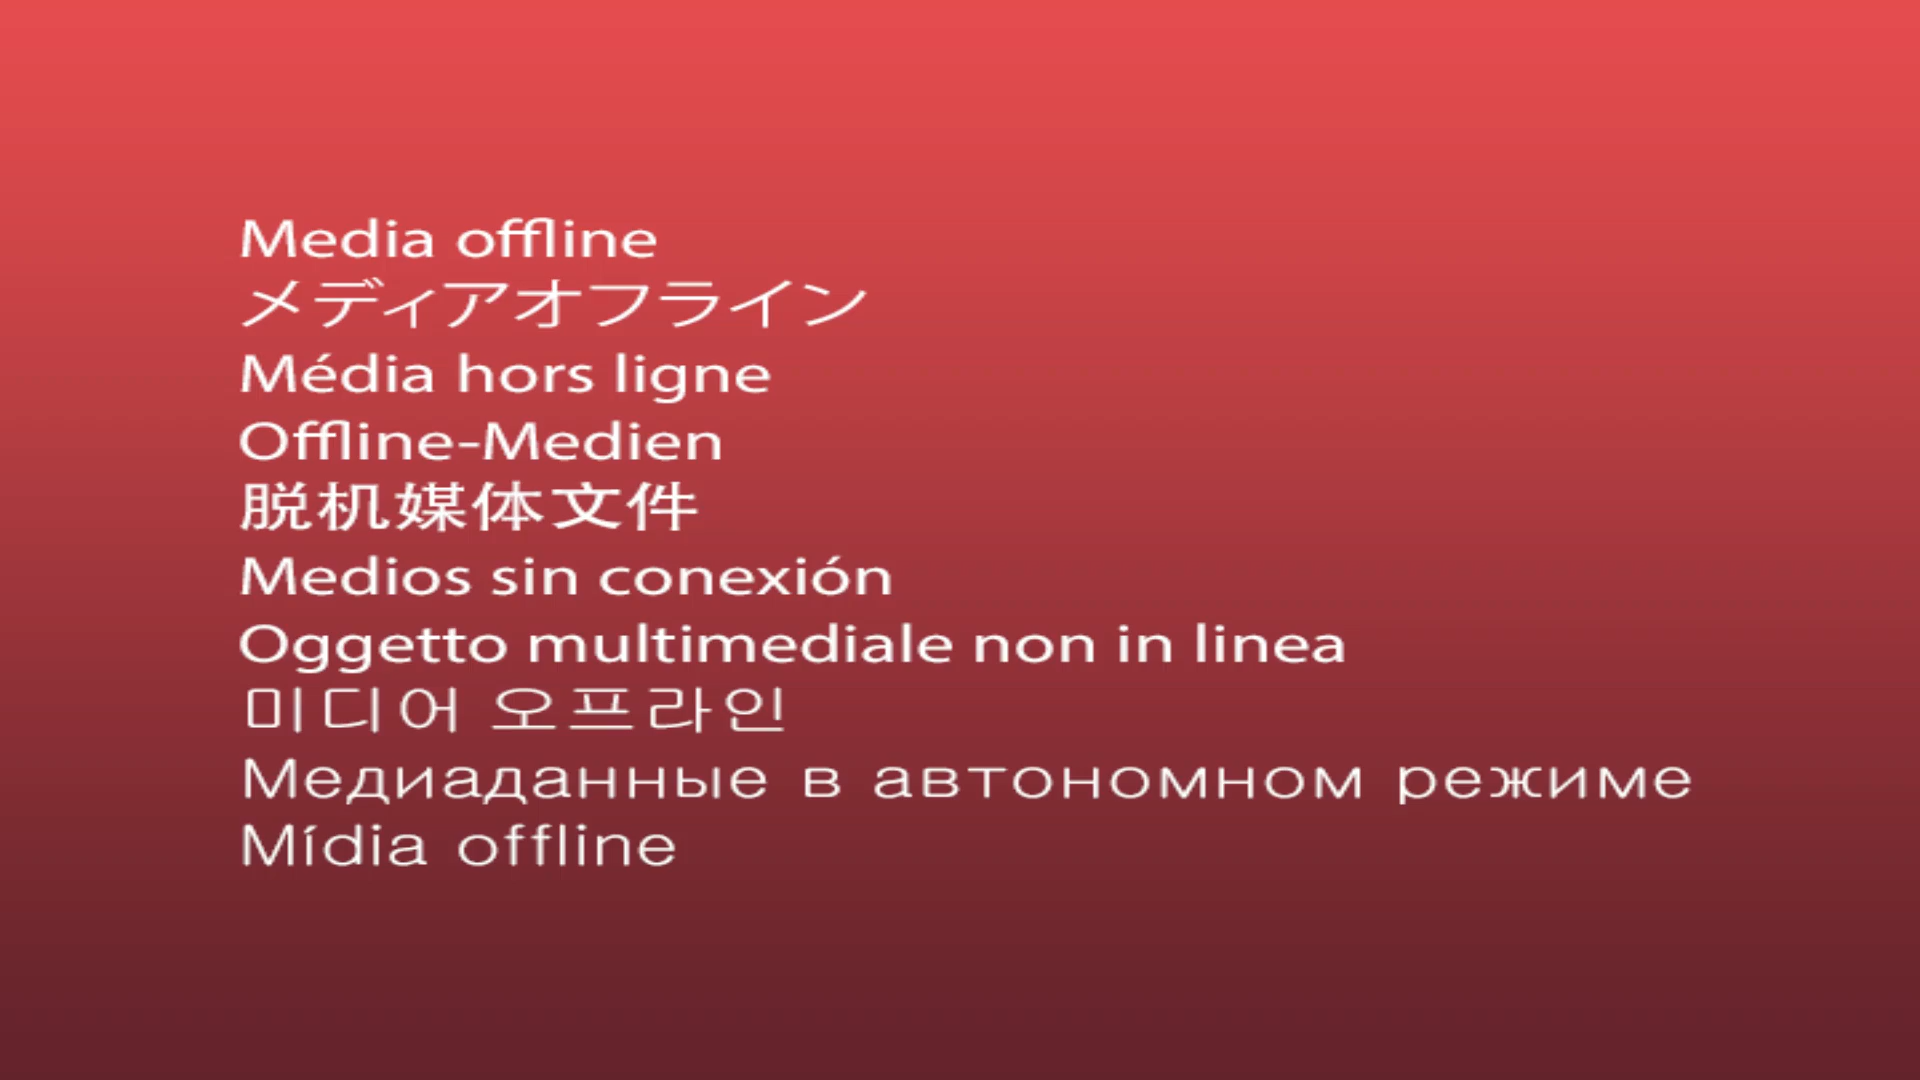 Media offline
メディアオフライン
Média hors ligne
Offline-Medien
脱机媒体文件
Medios sin conexión
Oggetto multimediale non in linea
미디어 오프라인
Медиаданные в автономном режиме
Mídia offline